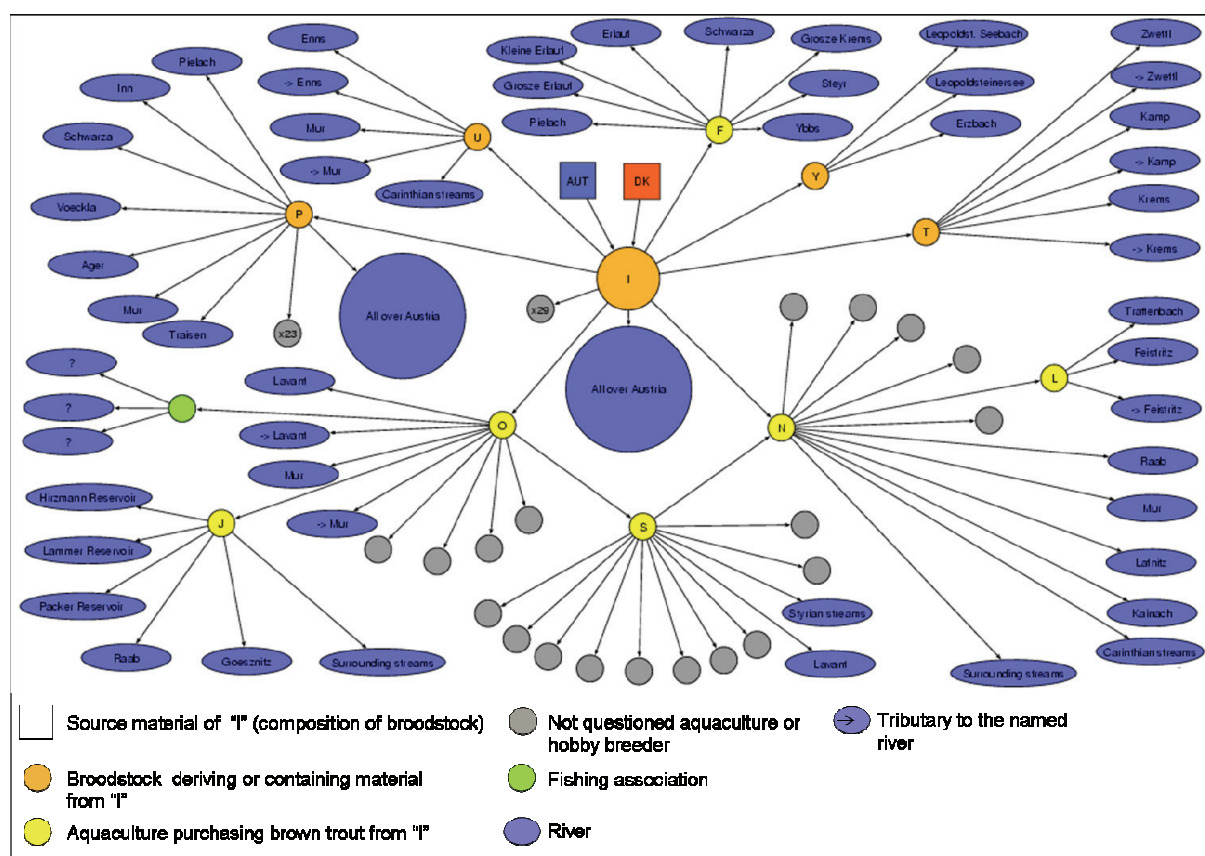 Enns
Erlauf
Schwarza
Grosze Krems
Leopoldst. Seebach
Zwettl
Kleine Erlauf
Pielach
-> Enns
Grosze Erlauf
Steyr
Leopoldsteinersee
-> Zwettl
Inn
Mur
Pielach
F
Ybbs
Erzbach
Kamp
Schwarza
U
-> Mur
AUT
DK
Y
-> Kamp
Carinthian streams
Voeckla
P
Krems
T
-> Krems
Ager
I
Mur
x29
Traisen
x23
All over Austria
Trattenbach
?
Feistritz
Lavant
All over Austria
L
?
-> Feistritz
-> Lavant
O
N
?
Mur
Raab
Hirzmann Reservoir
Mur
J
-> Mur
S
Lammer Reservoir
Lafnitz
Packer Reservoir
Styrian streams
Kainach
Raab
Goesznitz
Surrounding streams
Lavant
Surrounding streams
Carinthian streams
Source material of "I" (composition of broodstock)
Not questioned aquaculture or
hobby breeder
-> Tributary to the named
river
Broodstock deriving or containing material
from "I"
Fishing association
Aquaculture purchasing brown trout from "I"
River